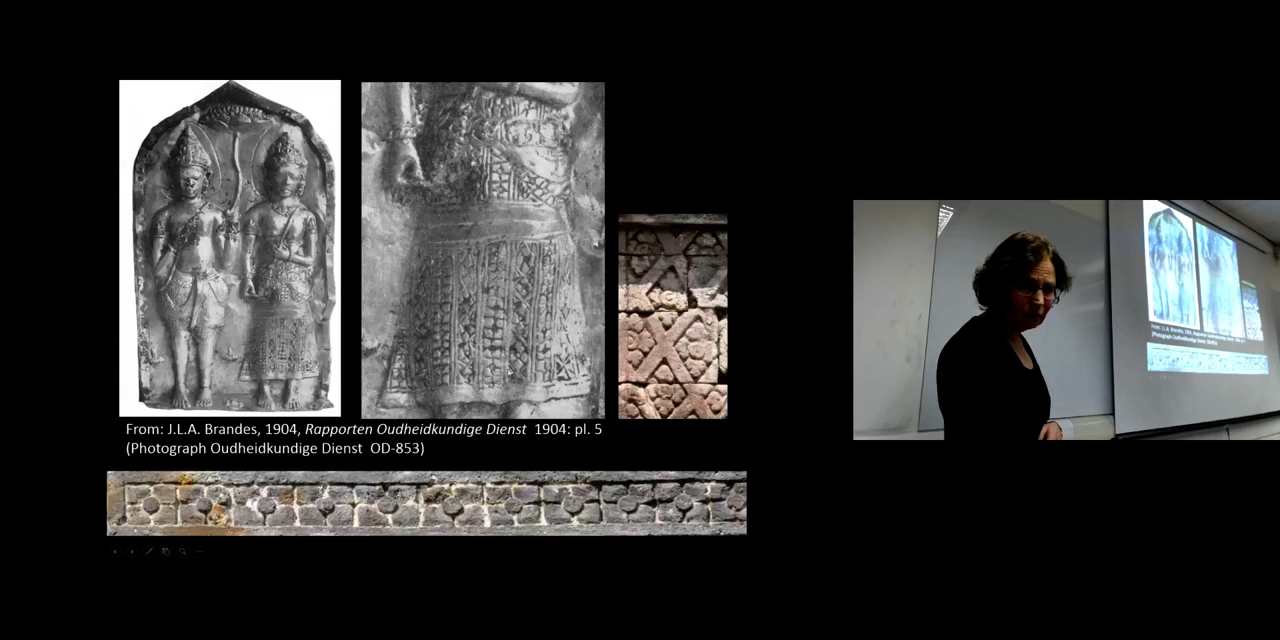 From: J.L.A. Brandes, 1904, Rapporten Oudheidkundige Dienst 1904: pl. 5
(Photograph Oudheidkundige Dienst OD-853)